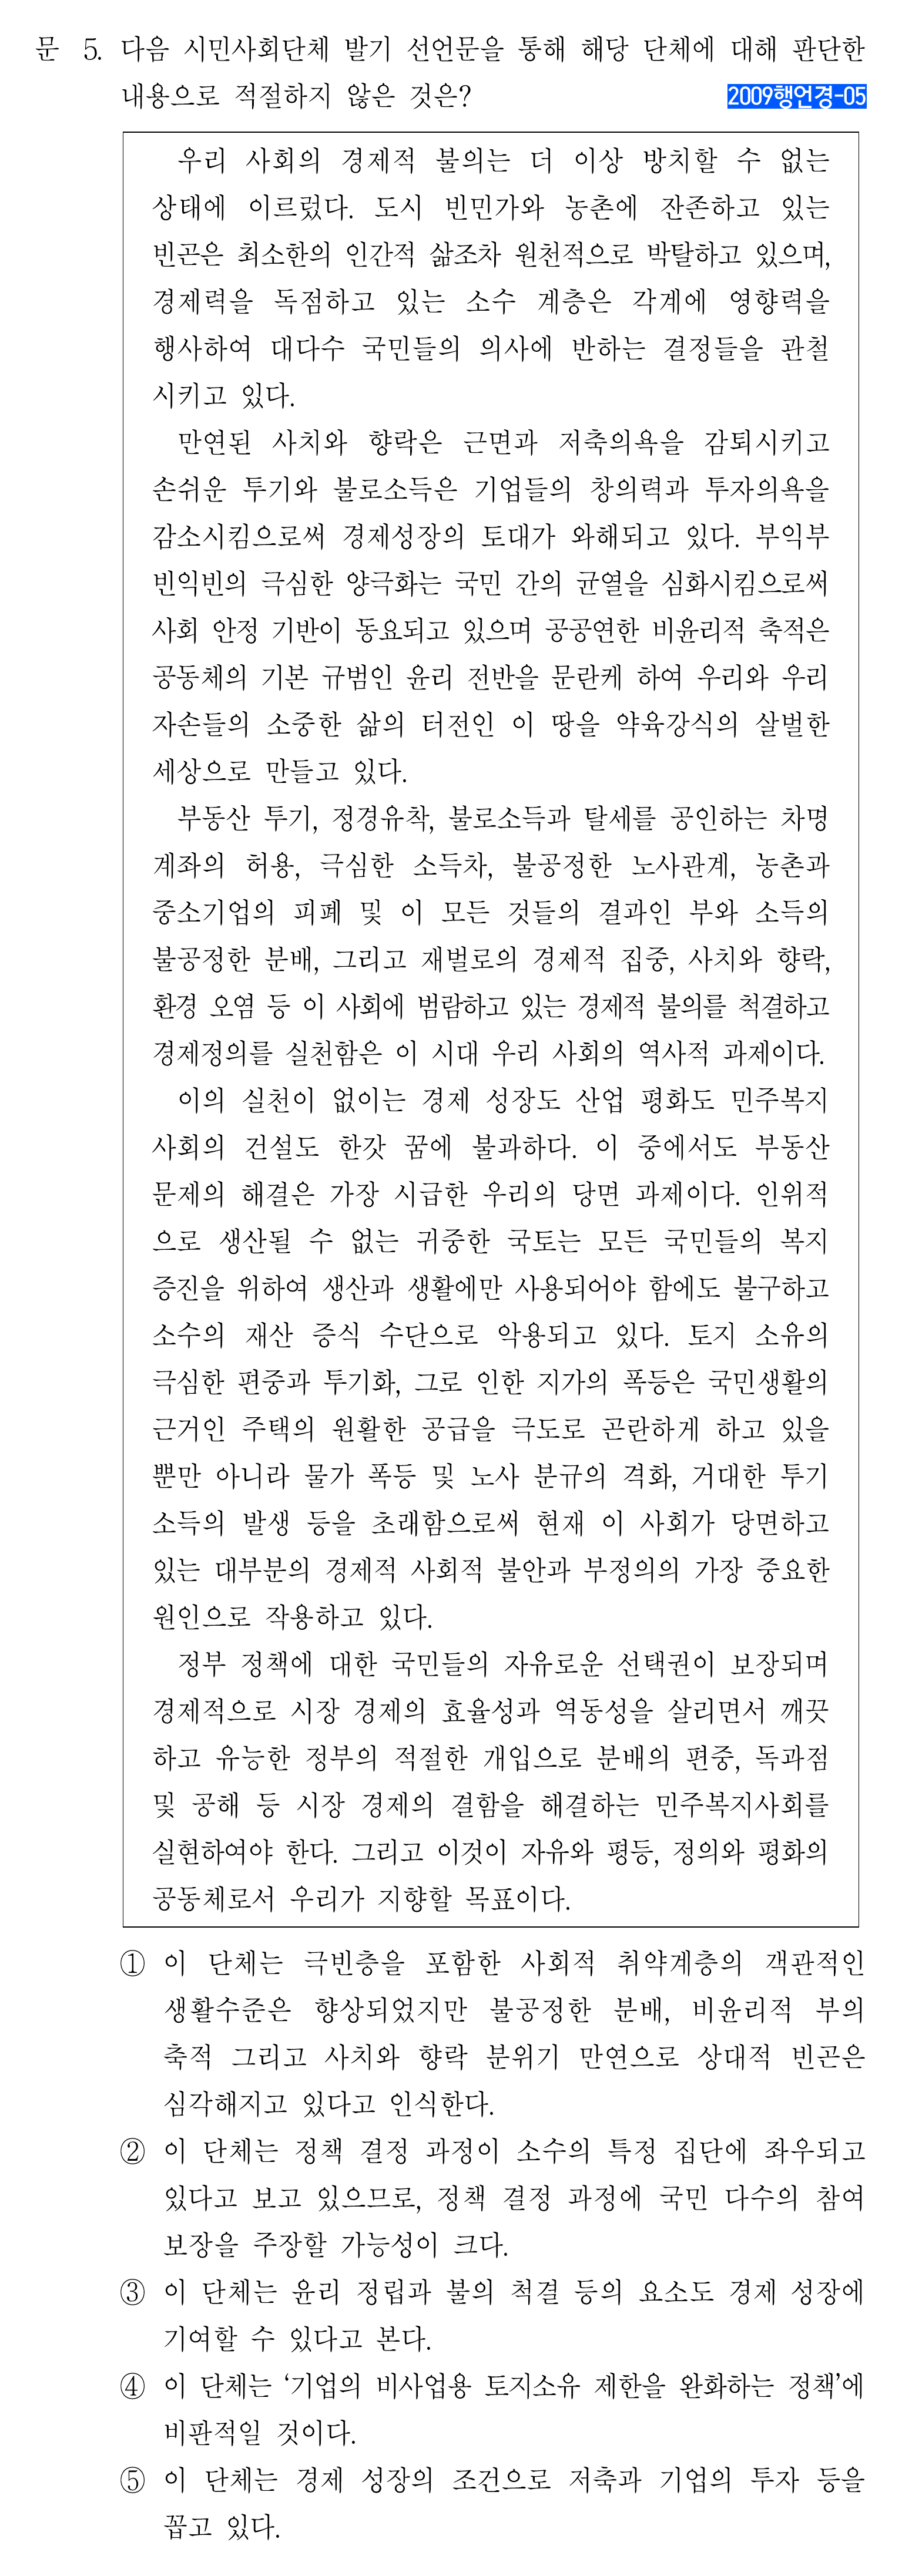 문 5. 다음 시민사회단체 발기 선언문을 통해 해당 단체에 대해 판단한
내용으로 적절하지 않은 것은? 2009행언경-05
우리 사회의 경제적 불의는 더 이상 방치할 수 없는
상태에 이르렀다. 도시 빈민가와 농촌에 잔존하고 있는
빈곤은 최소한의 인간적 삶조차 원천적으로 박탈하고 있으며,
경제력을 독점하고 있는 소수 계층은 각계에 영향력을
행사하여 대다수 국민들의 의사에 반하는 결정들을 관철
시키고 있다.
만연된 사치와 향락은 근면과 저축의욕을 감퇴시키고
손쉬운 투기와 불로소득은 기업들의 창의력과 투자의욕을
감소시킴으로써 경제성장의 토대가 와해되고 있다. 부익부
빈익빈의 극심한 양극화는 국민 간의 균열을 심화시킴으로써
사회 안정 기반이 동요되고 있으며 공공연한 비윤리적 축적은
공동체의 기본 규범인 윤리 전반을 문란케 하여 우리와 우리
자손들의 소중한 삶의 터전인 이 땅을 약육강식의 살벌한
세상으로 만들고 있다.
부동산 투기, 정경유착, 불로소득과 탈세를 공인하는 차명
계좌의 허용, 극심한 소득차, 불공정한 노사관계, 농촌과
중소기업의 피폐 및 이 모든 것들의 결과인 부와 소득의
불공정한 분배, 그리고 재벌로의 경제적 집중, 사치와 향락,
환경 오염 등 이 사회에 범람하고 있는 경제적 불의를 척결하고
경제정의를 실천함은 이 시대 우리 사회의 역사적 과제이다.
이의 실천이 없이는 경제 성장도 산업 평화도 민주복지
사회의 건설도 한갓 꿈에 불과하다. 이 중에서도 부동산
문제의 해결은 가장 시급한 우리의 당면 과제이다. 인위적
으로 생산될 수 없는 귀중한 국토는 모든 국민들의 복지
증진을 위하여 생산과 생활에만 사용되어야 함에도 불구하고
소수의 재산 증식 수단으로 악용되고 있다. 토지 소유의
극심한 편중과 투기화, 그로 인한 지가의 폭등은 국민생활의
근거인 주택의 원활한 공급을 극도로 곤란하게 하고 있을
뿐만 아니라 물가 폭등 및 노사 분규의 격화, 거대한 투기
소득의 발생 등을 초래함으로써 현재 이 사회가 당면하고
있는 대부분의 경제적 사회적 불안과 부정의의 가장 중요한
원인으로 작용하고 있다.
정부 정책에 대한 국민들의 자유로운 선택권이 보장되며
경제적으로 시장 경제의 효율성과 역동성을 살리면서 깨끗
하고 유능한 정부의 적절한 개입으로 분배의 편중, 독과점
및 공해 등 시장 경제의 결함을 해결하는 민주복지사회를
실현하여야 한다. 그리고 이것이 자유와 평등, 정의와 평화의
공동체로서 우리가 지향할 목표이다.
① 이 단체는 극빈층을 포함한 사회적 취약계층의 객관적인
생활수준은 향상되었지만 불공정한 분배, 비윤리적 부의
축적 그리고 사치와 향락 분위기 만연으로 상대적 빈곤은
심각해지고 있다고 인식한다.
② 이 단체는 정책 결정 과정이 소수의 특정 집단에 좌우되고
있다고 보고 있으므로, 정책 결정 과정에 국민 다수의 참여
보장을 주장할 가능성이 크다.
③ 이 단체는 윤리 정립과 불의 척결 등의 요소도 경제 성장에
기여할 수 있다고 본다.
④ 이 단체는 ‘기업의 비사업용 토지소유 제한을 완화하는 정책’에
비판적일 것이다.
⑤ 이 단체는 경제 성장의 조건으로 저축과 기업의 투자 등을
꼽고 있다.